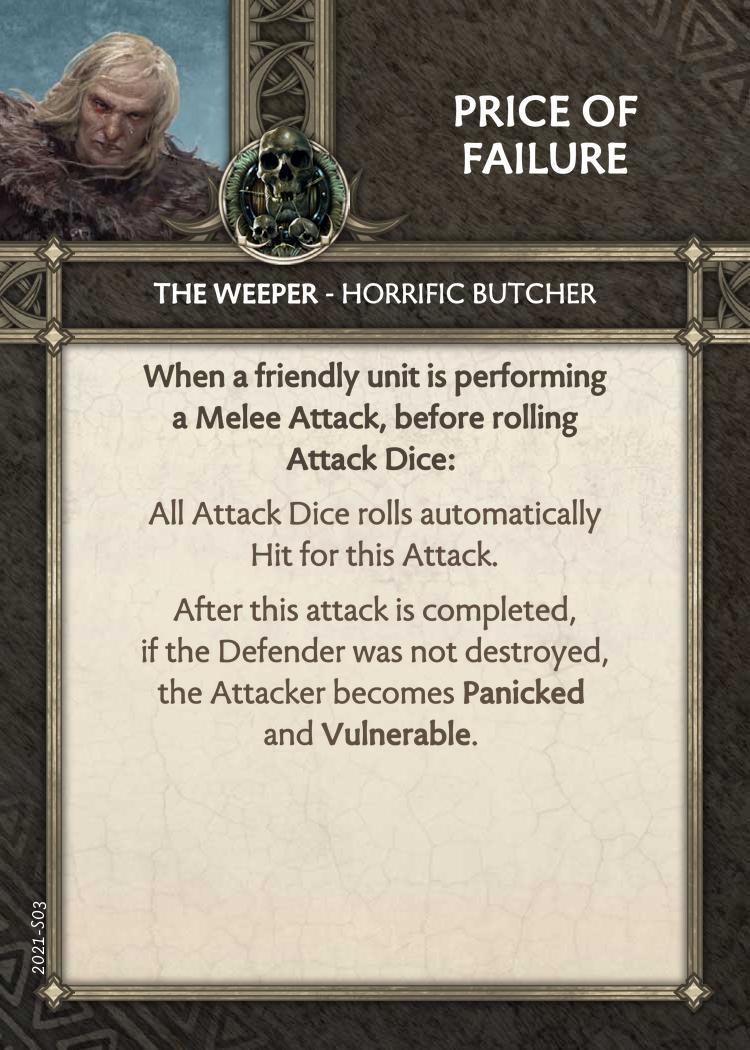 PRICE OF
FAILURE
THE WEEPER - HORRIFIC BUTCHER
When a friendly unit is performing
a Melee Attack, before rolling
Attack Dice:
All Attack Dice rolls automatically
Hit for this Attack.
After this attack is completed,
if the Defender was not destroyed,
the Attacker becomes Panicked
and Vulnerable.
2021-S03